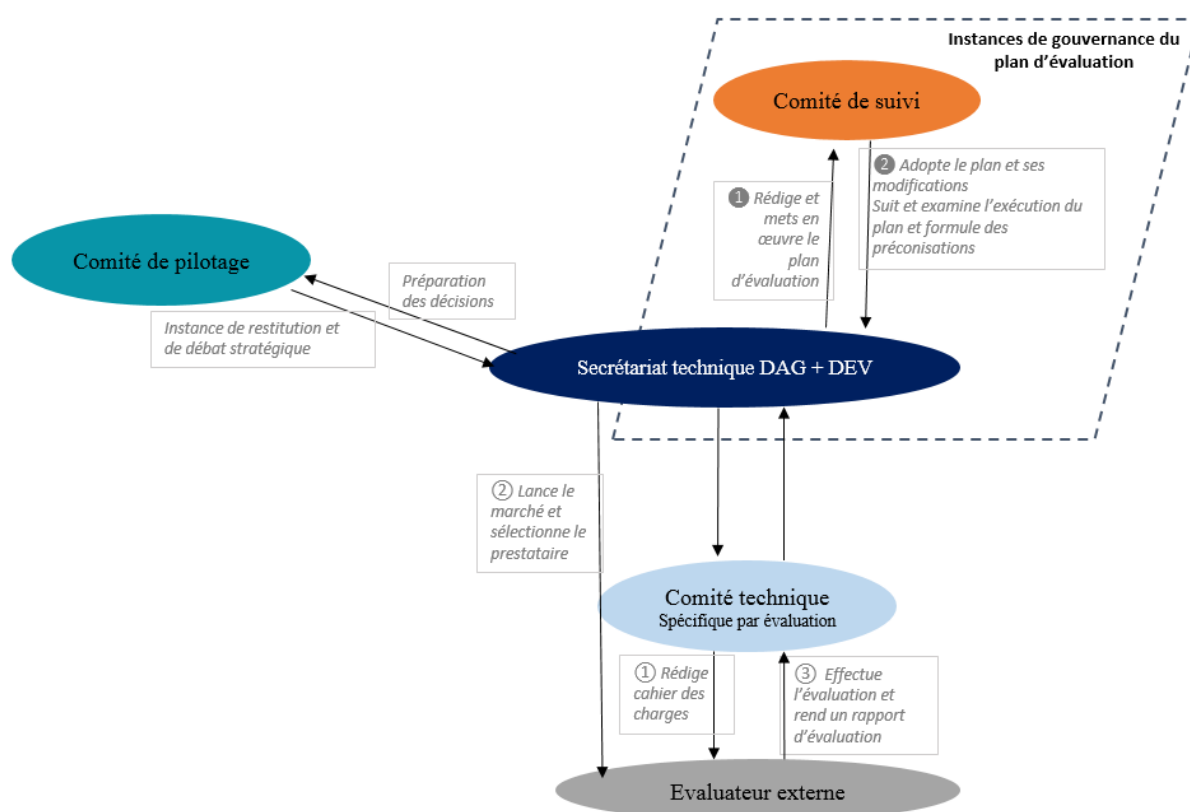 Instances de gouvernance du
plan d’évaluation
Comité de suivi
❷ Adopte le plan et ses
modifications
Suit et examine l’exécution du
plan et formule des
préconisations
❶ Rédige et
mets en
œuvre le
plan
d’évaluation
Comité de pilotage
Préparation
des décisions
Instance de restitution et
de débat stratégique
Secrétariat technique DAG + DEV
② Lance le
marché et
sélectionne le
prestataire
Comité technique
Spécifique par évaluation
① Rédige
cahier des
charges
③ Effectue
l’évaluation et
rend un rapport
d’évaluation
Evaluateur externe